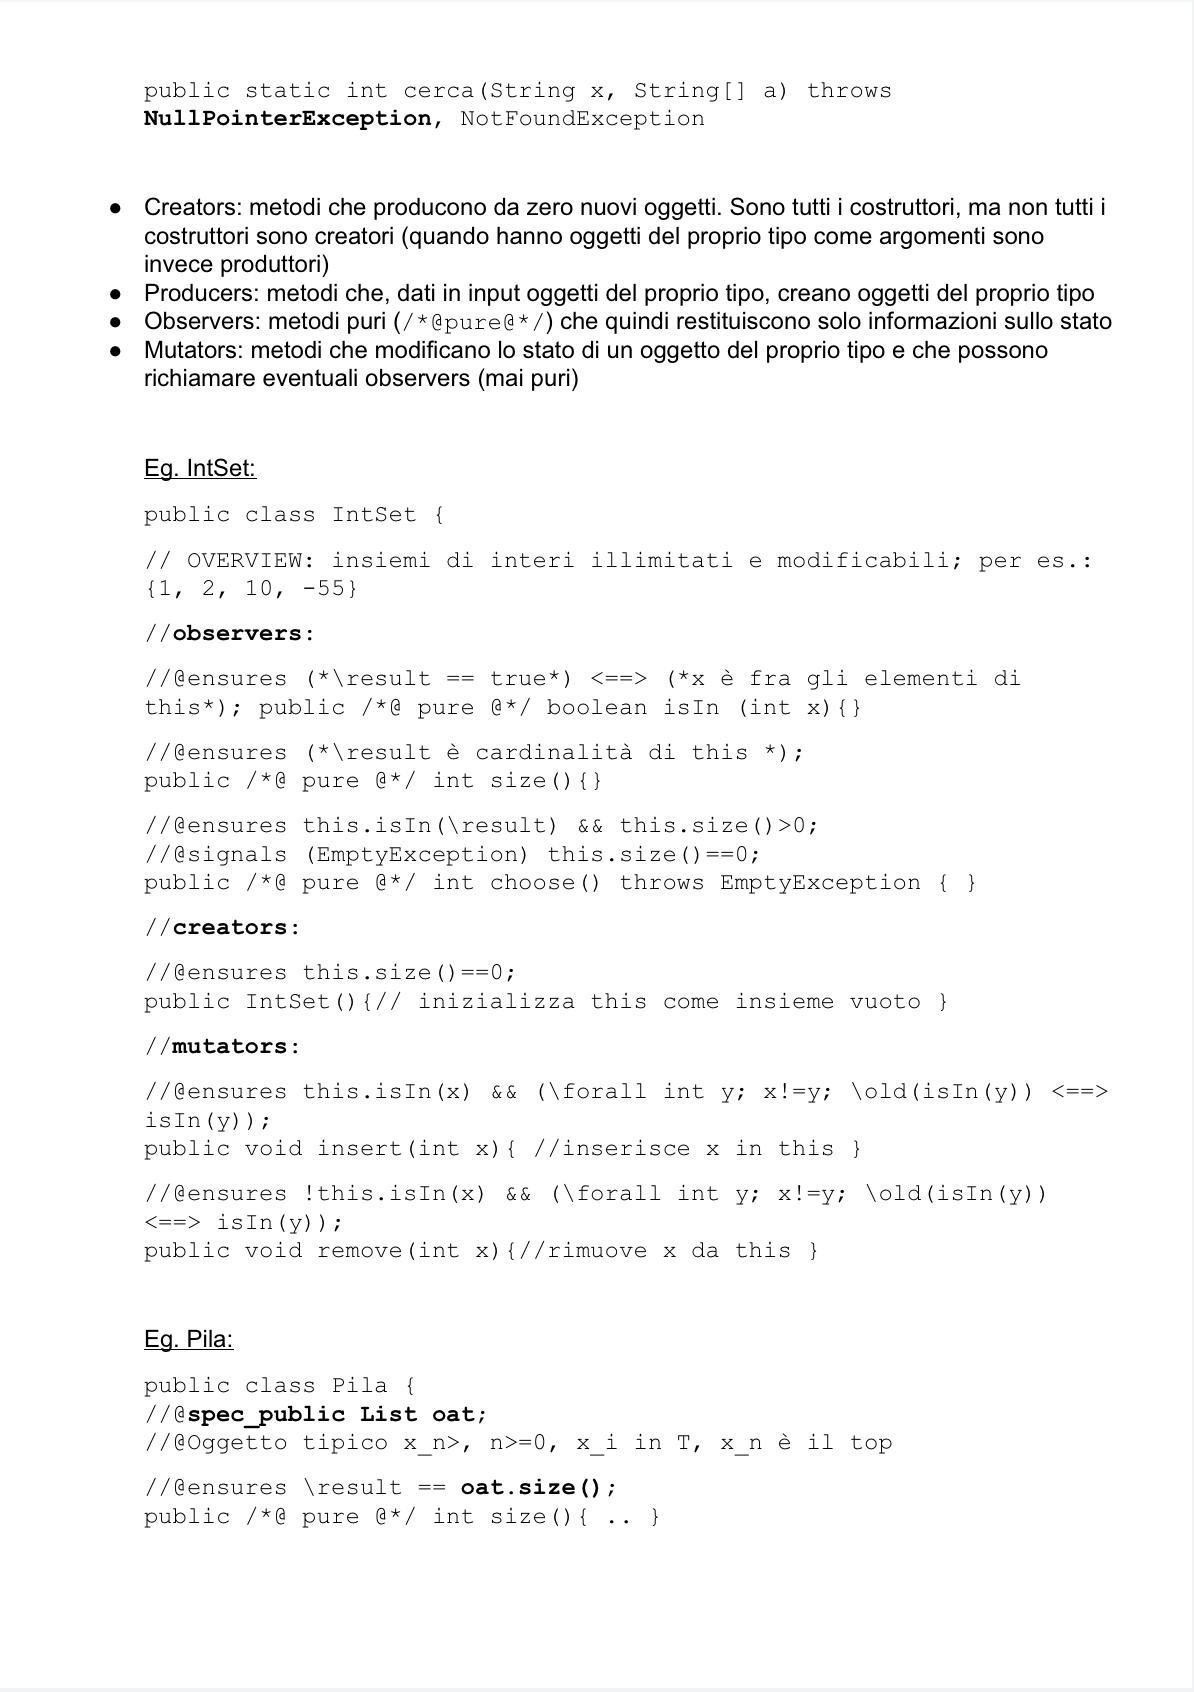 public static int cerca(String x, String[] a) throws
NullPointerException, NotFoundException
● Creators: metodi che producono da zero nuovi oggetti. Sono tutti i costruttori, ma non tutti i
costruttori sono creatori (quando hanno oggetti del proprio tipo come argomenti sono
invece produttori)
● Producers: metodi che, dati in input oggetti del proprio tipo, creano oggetti del proprio tipo
● Observers: metodi puri (/*@pure@*/) che quindi restituiscono solo informazioni sullo stato
● Mutators: metodi che modificano lo stato di un oggetto del proprio tipo e che possono
richiamare eventuali observers (mai puri)
Eg. IntSet:
public class IntSet {
// OVERVIEW: insiemi di interi illimitati e modificabili; per es.:
{1, 2, 10, -55}
//observers:
//@ensures (*\result == true*) <==> (*x è fra gli elementi di
this*); public /*@ pure @*/ boolean isIn (int x){}
//@ensures (*\result è cardinalità di this *);
public /*@ pure @*/ int size(){}
//@ensures this.isIn(\result) && this.size()>0;
//@signals (EmptyException) this.size()==0;
public /*@ pure @*/ int choose() throws EmptyException { }
//creators:
//@ensures this.size()==0;
public IntSet(){// inizializza this come insieme vuoto }
//mutators:
//@ensures this.isIn(x) && (\forall int y; x!=y; \old(isIn(y)) <==>
isIn(y));
public void insert(int x){ //inserisce x in this }
//@ensures !this.isIn(x) && (\forall int y; x!=y; \old(isIn(y))
<==> isIn(y));
public void remove(int x){//rimuove x da this }
Eg. Pila:
public class Pila {
//@spec_public List oat;
//@Oggetto tipico x_n>, n>=0, x_i in T, x_n è il top
//@ensures \result == oat.size();
public /*@ pure @*/ int size(){ .. }